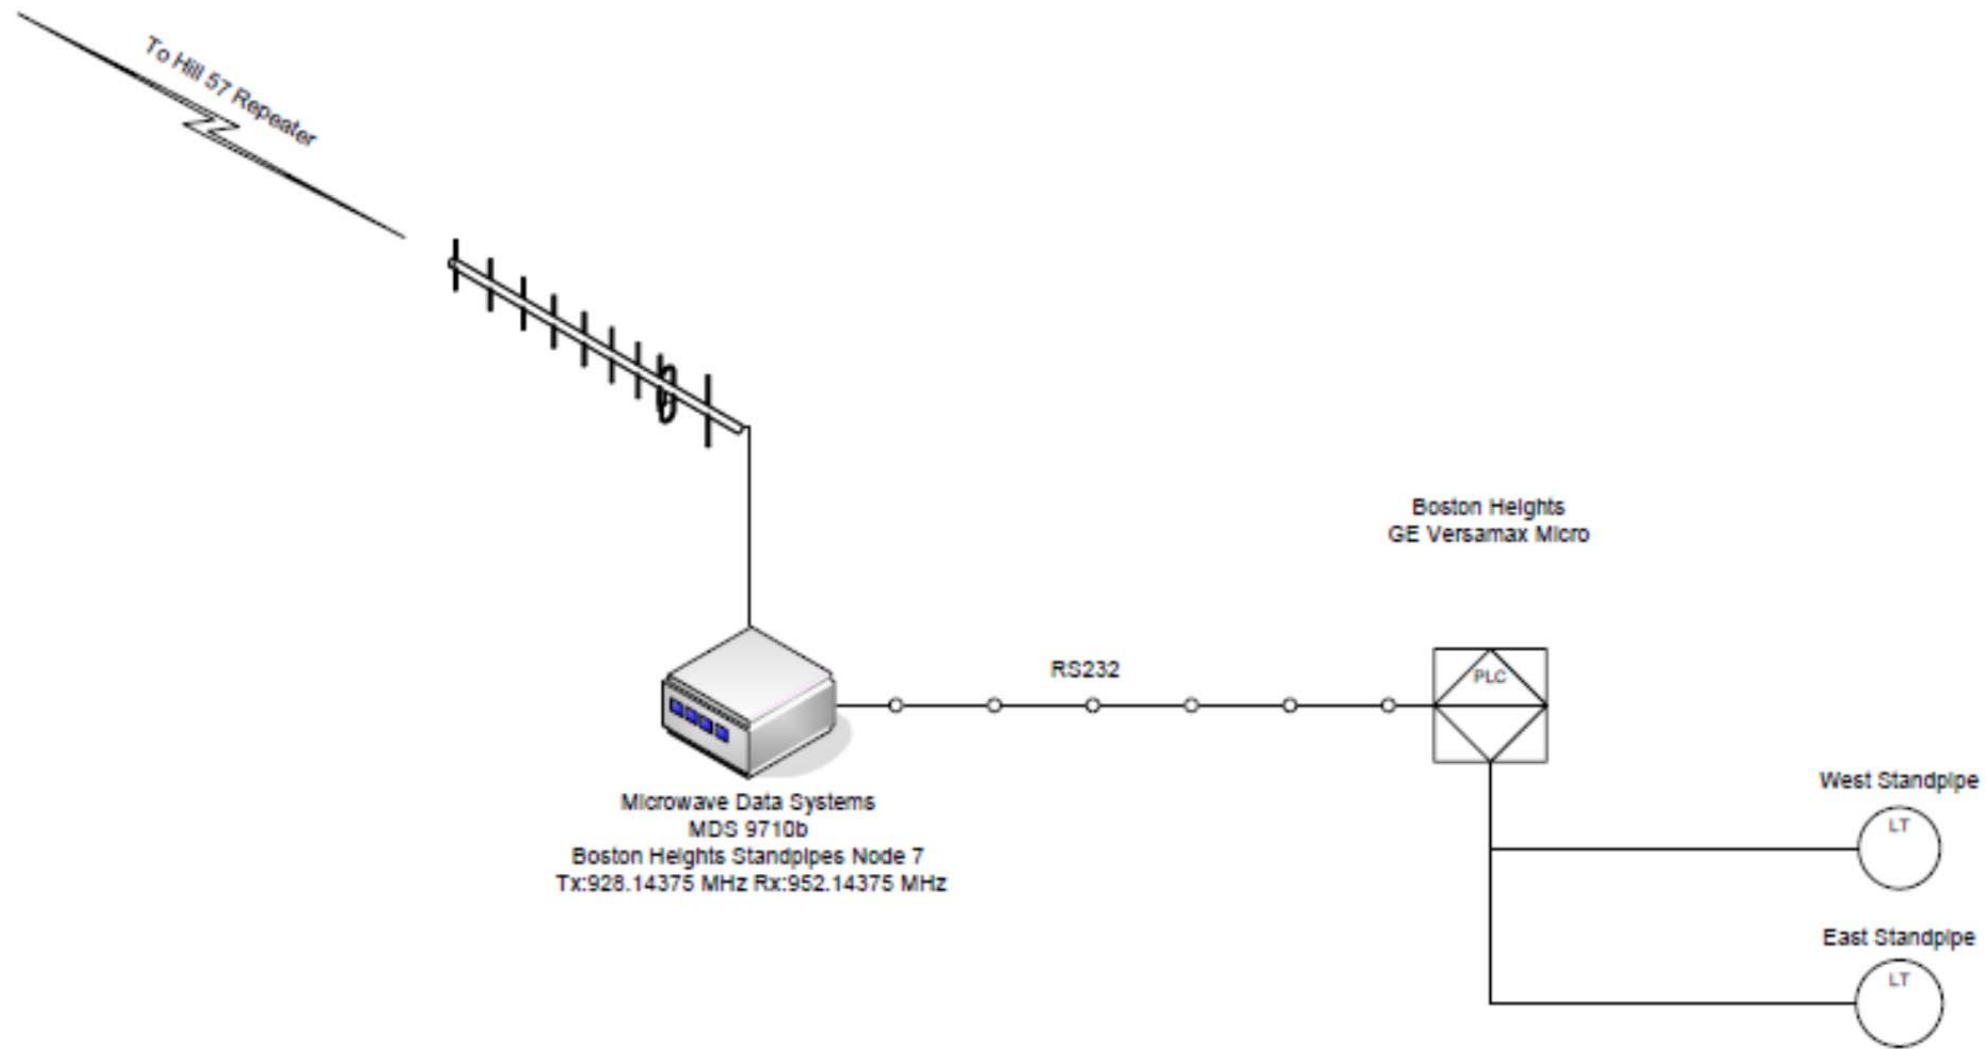 To Hill 57 Repeater
Boston Heights
GE Versamax Micro
RS232
PLC
Microwave Data Systems
MDS 9710b
Boston Heights Standpipes Node 7
Tx:928.14375 MHz Rx:952.14375 MHz
West Standpipe
LT
East Standpipe
LT